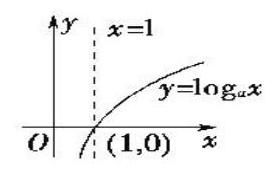 y
x=1
y=logₐx
O
(1,0)
x